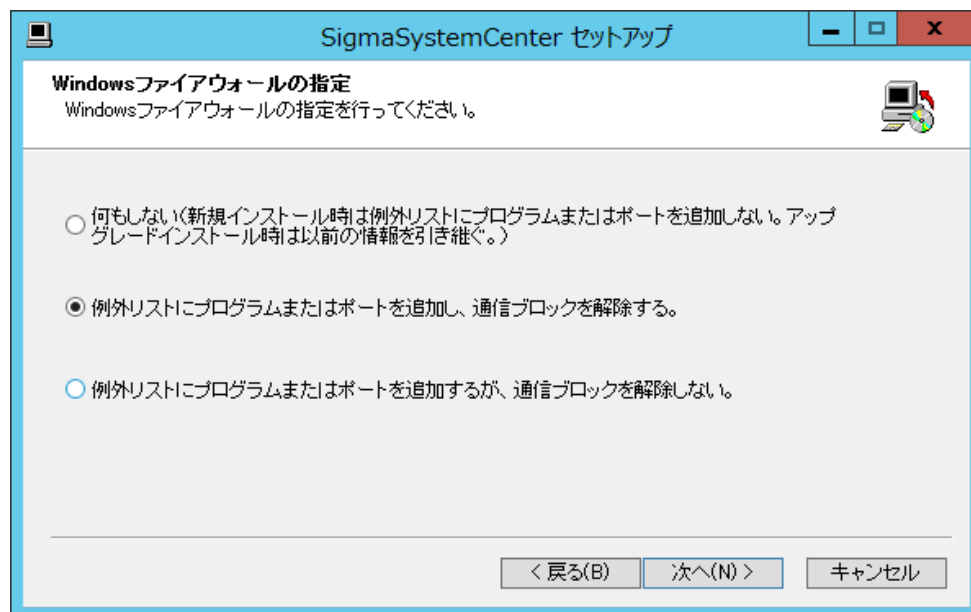 SigmaSystemCenter セットアップ
Windowsファイアウォールの指定
Windowsファイアウォールの指定を行ってください。
何もしない(新規インストール時は例外リストにプログラムまたはポートを追加しない。アップ
グレードインストール時は以前の情報を引き継ぐ。)
例外リストにプログラムまたはポートを追加し、通信ブロックを解除する。
例外リストにプログラムまたはポートを追加するが、通信ブロックを解除しない。
< 戻る(B) 次へ(N) > キャンセル